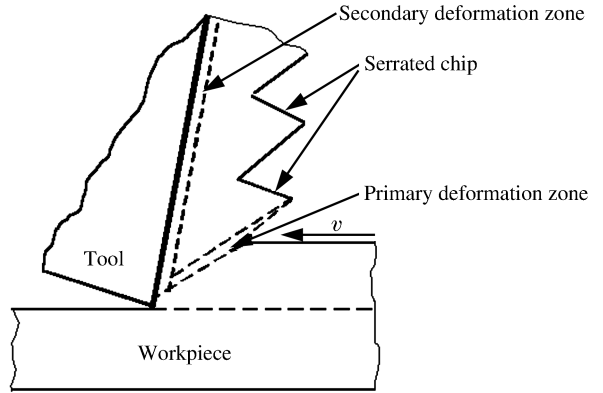 Secondary deformation zone
Serrated chip
Primary deformation zone
v
Tool
Workpiece